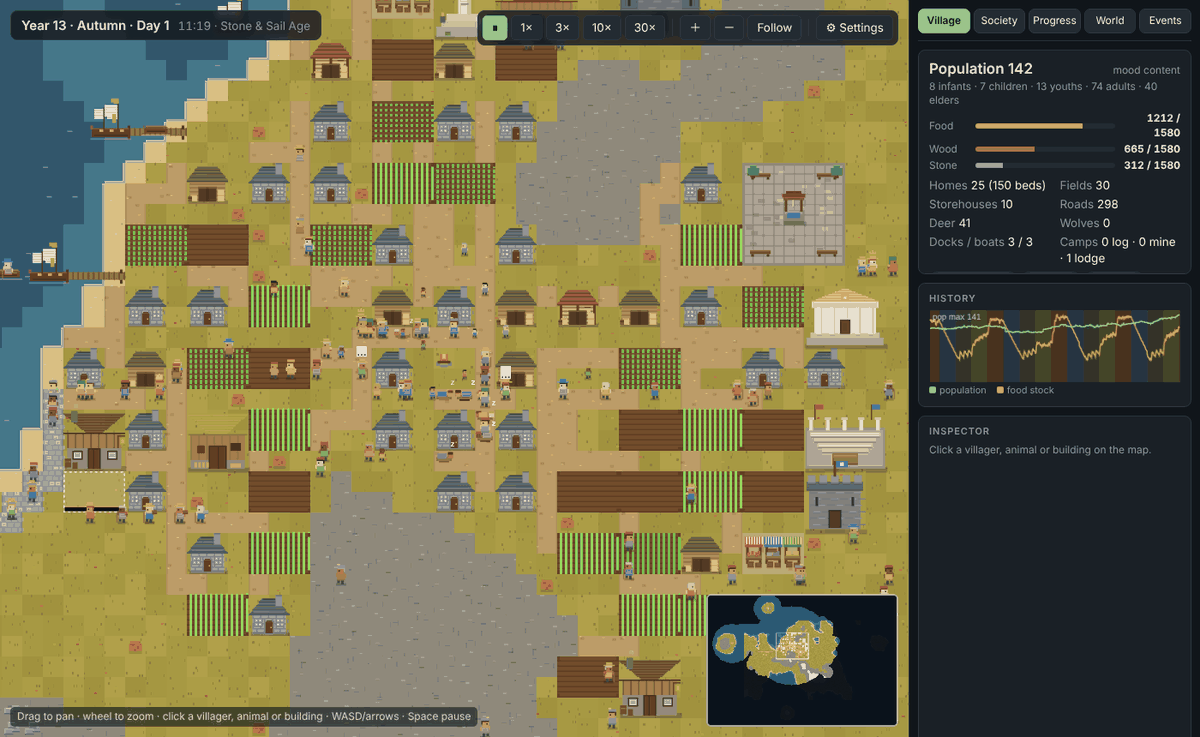 Year 13 · Autumn · Day 1 11:19 · Stone & Sail Age
1× 3× 10× 30× + − Follow ⚙ Settings
Village Society Progress World Events
Population 142 mood content
8 infants · 7 children · 13 youths · 74 adults · 40
elders
Food 1212 /
1580
Wood 665 / 1580
Stone 312 / 1580
Homes 25 (150 beds) Fields 30
Storehouses 10 Roads 298
Deer 41 Wolves 0
Docks / boats 3 / 3 Camps 0 log · 0 mine
· 1 lodge
HISTORY
pop max 141
population food stock
INSPECTOR
Click a villager, animal or building on the map.
z
z
z
z
z
Drag to pan · wheel to zoom · click a villager, animal or building · WASD/arrows · Space pause